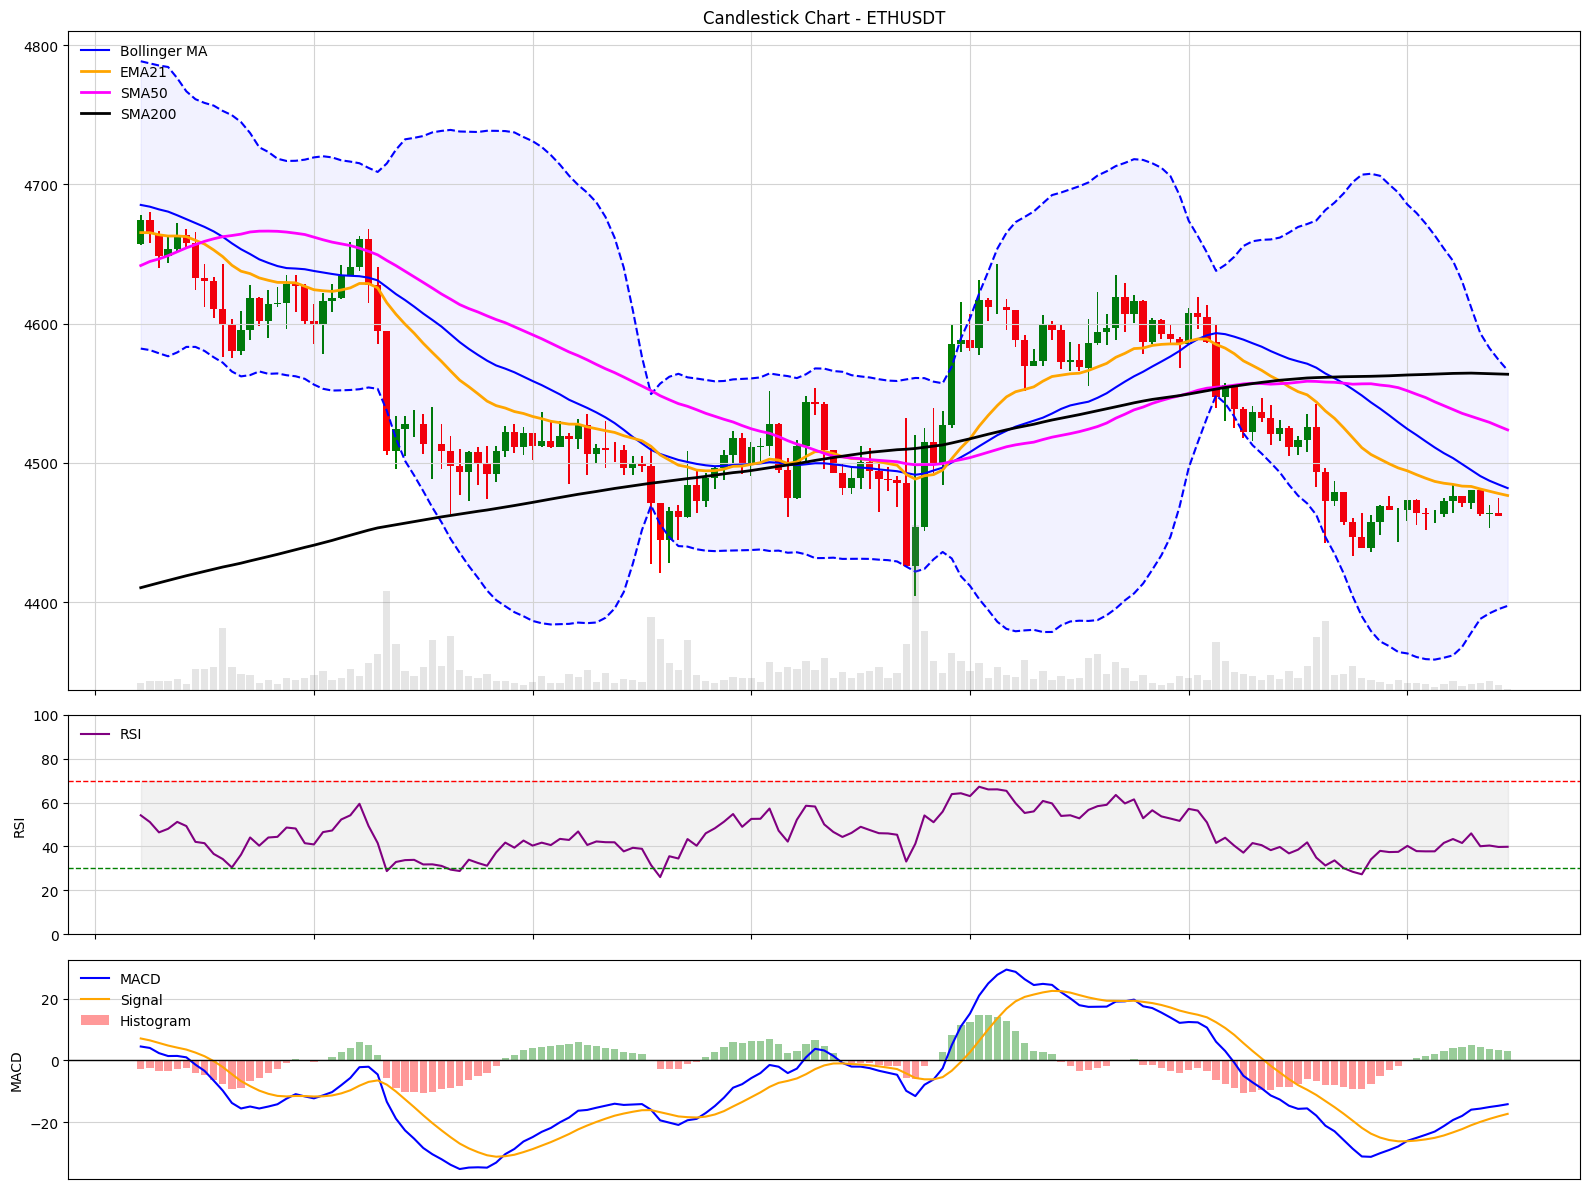 Candlestick Chart - ETHUSDT
4800
4700
4600
4500
4400
Bollinger MA
EMA21
SMA50
SMA200
100
80
60
40
20
0
RSI
RSI
20
0
−20
MACD
MACD
Signal
Histogram